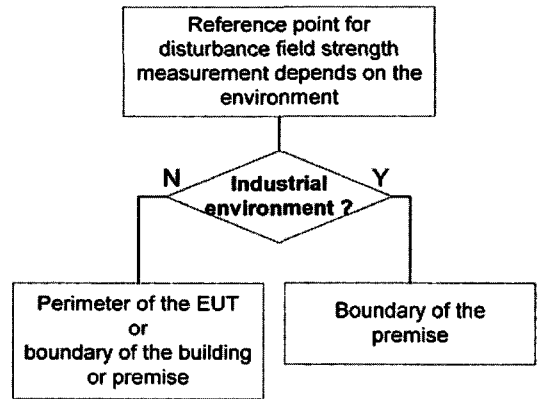 Reference point for
disturbance field strength
measurement depends on the
environment
N
Y
Industrial
environment ?
Perimeter of the EUT
or
boundary of the building
or premise
Boundary of the
premise